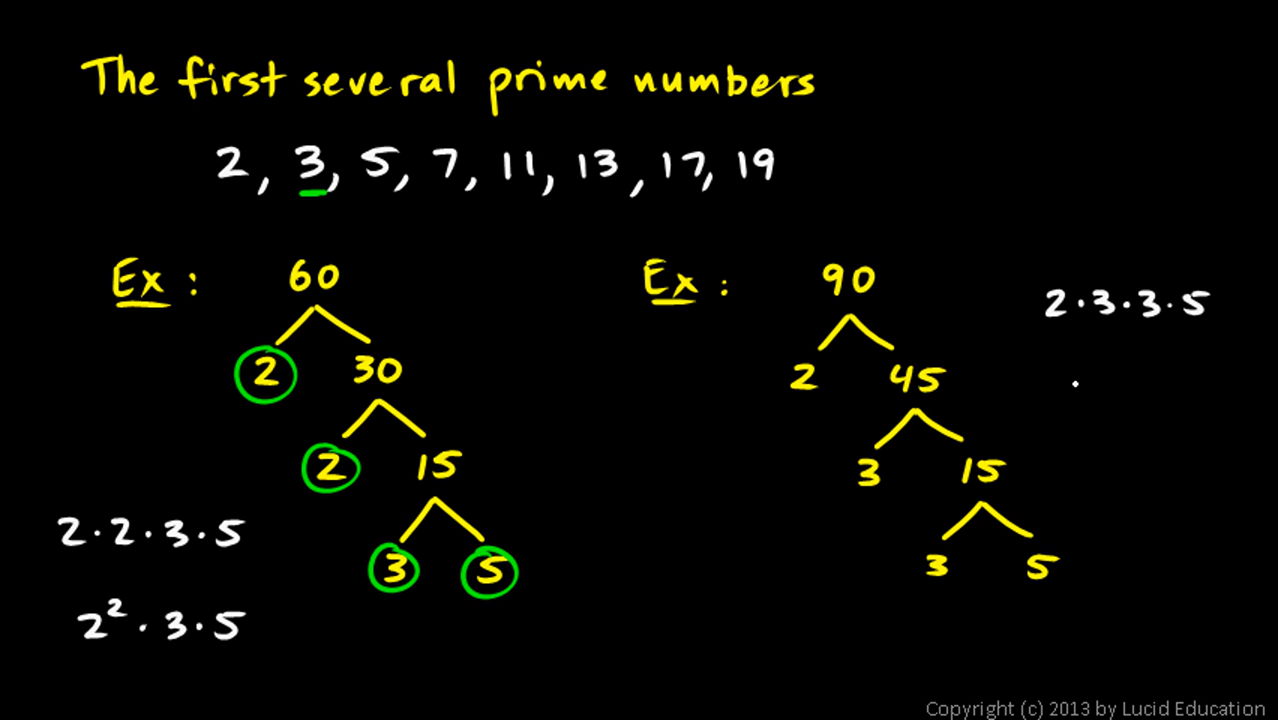 The first several prime numbers
2, 3, 5, 7, 11, 13, 17, 19
Ex : 60
2 30
2 15
3 5
2 · 2 · 3 · 5
2² · 3 · 5
Ex : 90
2 45
3 15
3 5
2 · 3 · 3 · 5
Copyright (c) 2013 by Lucid Education